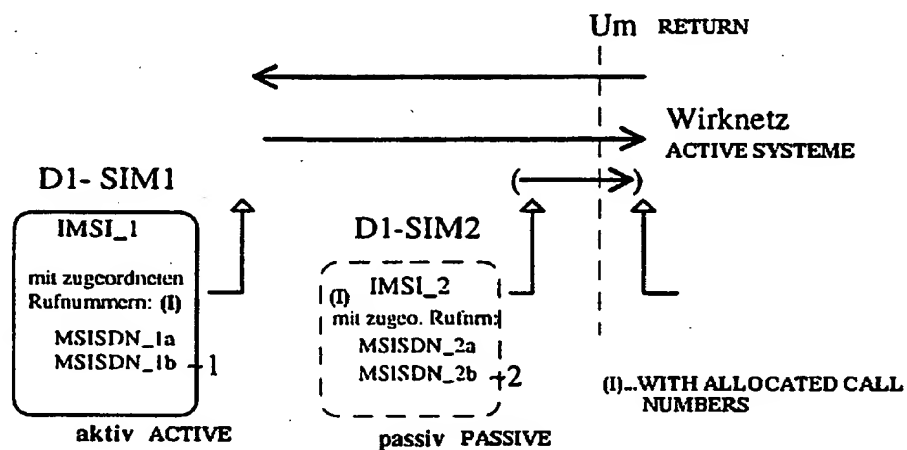 Um RETURN
Wirknetz
ACTIVE SYSTEME
D1- SIM1
IMSI_1
mit zugeordneten
Rufnummern: (I)
MSISDN_1a
MSISDN_1b 1
aktiv ACTIVE
D1-SIM2
IMSI_2
(I)
mit zugeo. Rufnm:
MSISDN_2a
MSISDN_2b 2
passiv PASSIVE
(I)...WITH ALLOCATED CALL
NUMBERS